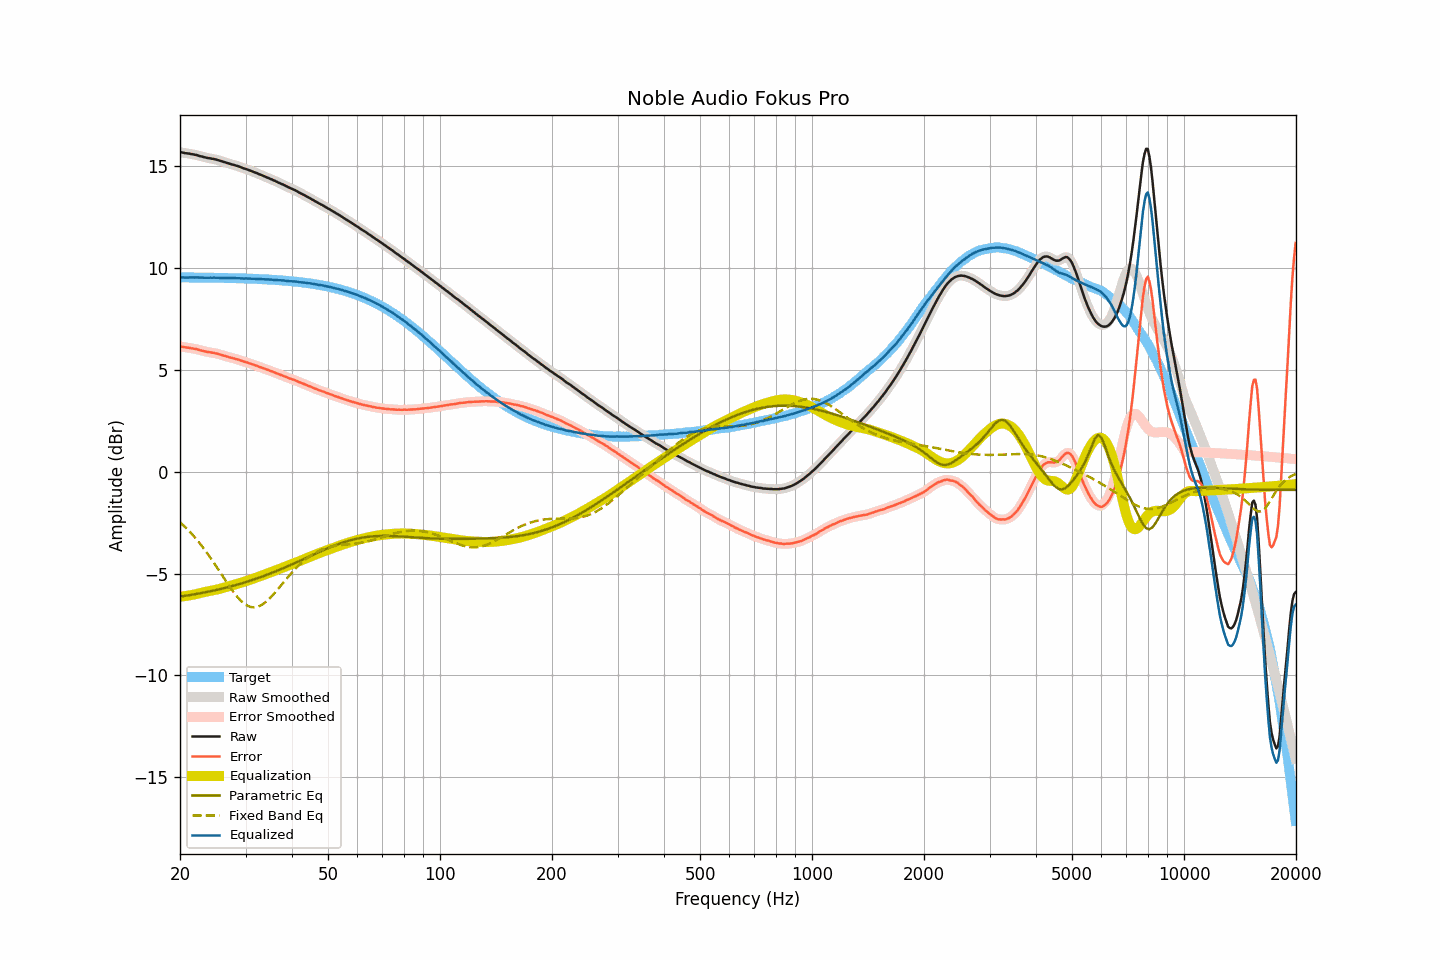 Noble Audio Fokus Pro
Amplitude (dBr)
15
10
5
0
−5
−10
−15
Target
Raw Smoothed
Error Smoothed
Raw
Error
Equalization
Parametric Eq
Fixed Band Eq
Equalized
20 50 100 200 500 1000 2000 5000 10000 20000
Frequency (Hz)